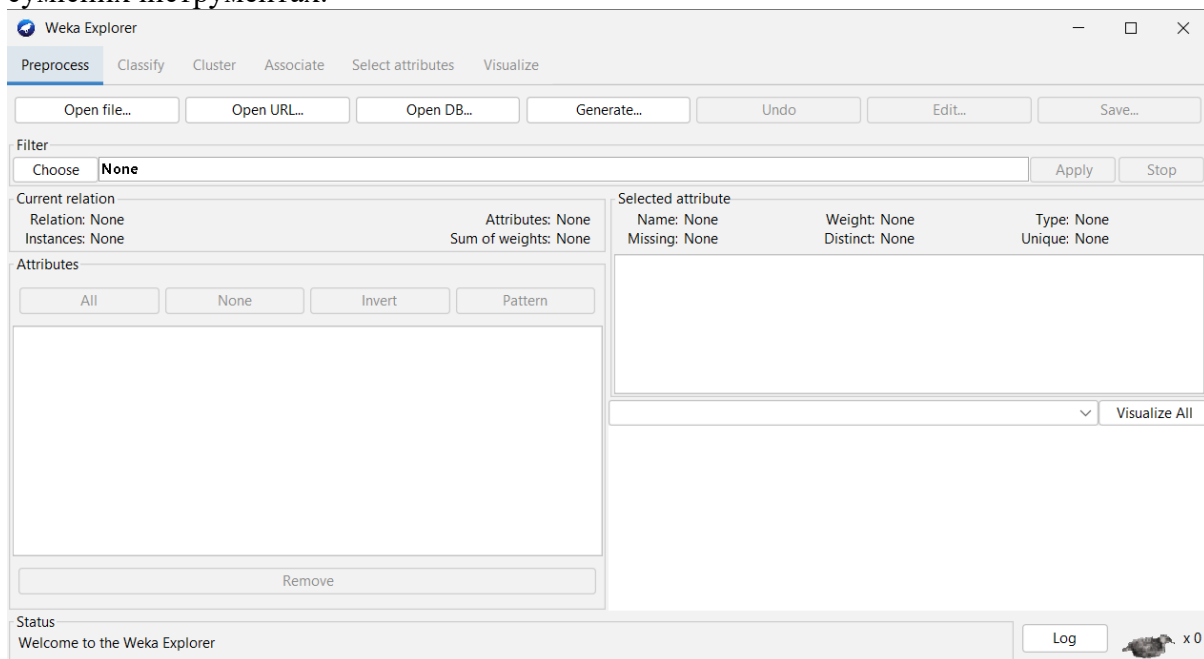 сумісних інструментах.
Weka Explorer
Preprocess Classify Cluster Associate Select attributes Visualize
Open file... Open URL... Open DB... Generate... Undo Edit... Save...
Filter
Choose None Apply Stop
Current relation
Relation: None Attributes: None
Instances: None Sum of weights: None
Attributes
All None Invert Pattern
Remove
Selected attribute
Name: None Weight: None Type: None
Missing: None Distinct: None Unique: None
Visualize All
Status
Welcome to the Weka Explorer
Log x 0